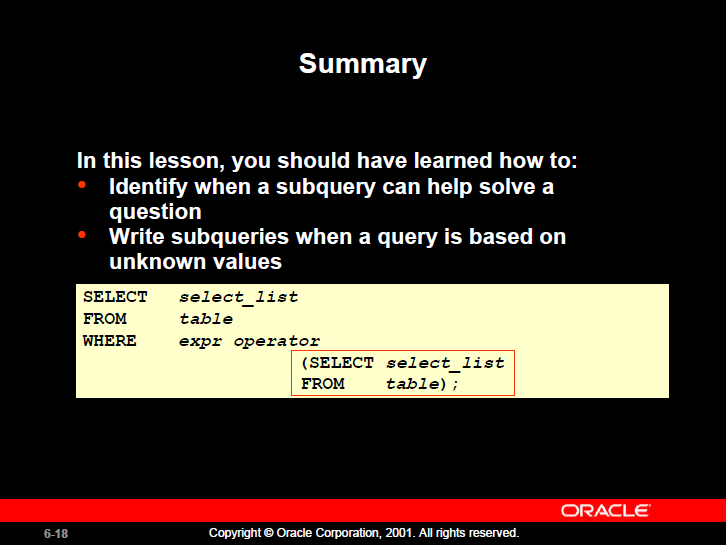 Summary
In this lesson, you should have learned how to:
• Identify when a subquery can help solve a
question
• Write subqueries when a query is based on
unknown values
SELECT select_list
FROM table
WHERE expr operator
(SELECT select_list
FROM table);
ORACLE
6-18 Copyright © Oracle Corporation, 2001. All rights reserved.